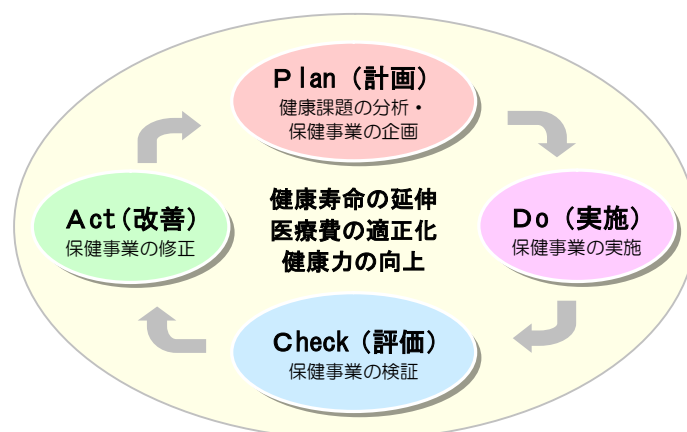 Plan（計画）
健康課題の分析・
保健事業の企画
健康寿命の延伸
医療費の適正化
健康力の向上
Act（改善）
保健事業の修正
Do（実施）
保健事業の実施
Check（評価）
保健事業の検証